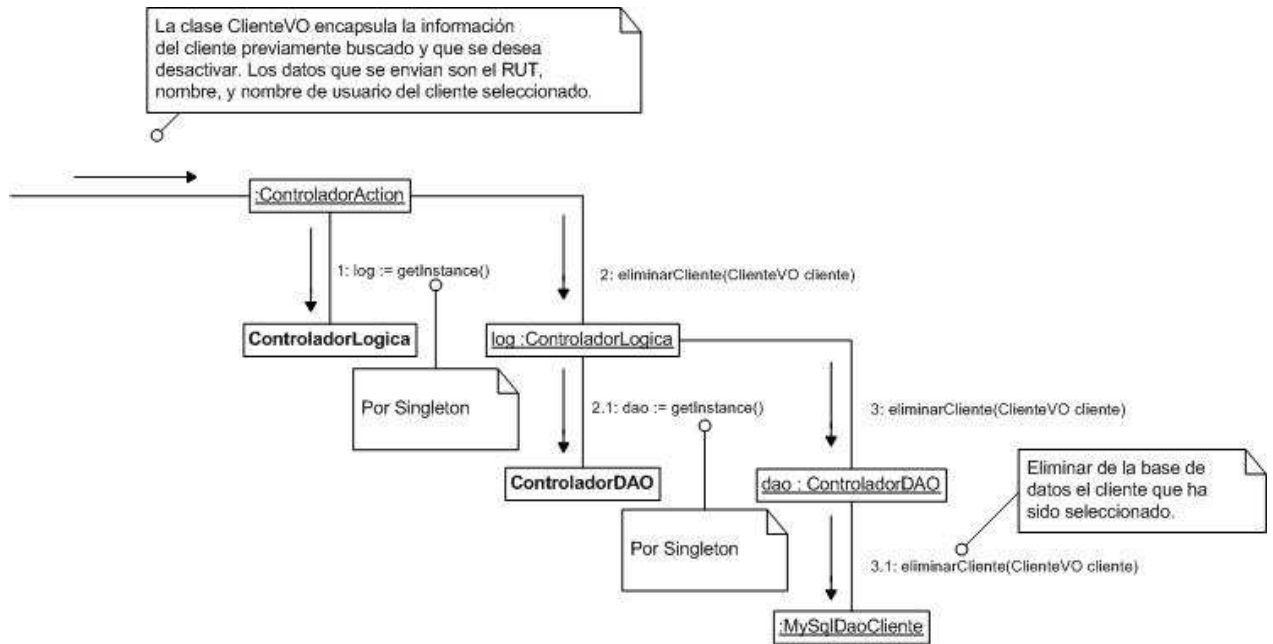 La clase ClienteVO encapsula la información
del cliente previamente buscado y que se desea
desactivar. Los datos que se envian son el RUT,
nombre, y nombre de usuario del cliente seleccionado.
:ControladorAction
1: log := getInstance()
2: eliminarCliente(ClienteVO cliente)
ControladorLogica
log :ControladorLogica
Por Singleton
2.1: dao := getInstance()
3: eliminarCliente(ClienteVO cliente)
ControladorDAO
dao : ControladorDAO
Eliminar de la base de
datos el cliente que ha
sido seleccionado.
Por Singleton
3.1: eliminarCliente(ClienteVO cliente)
:MySqlDaoCliente